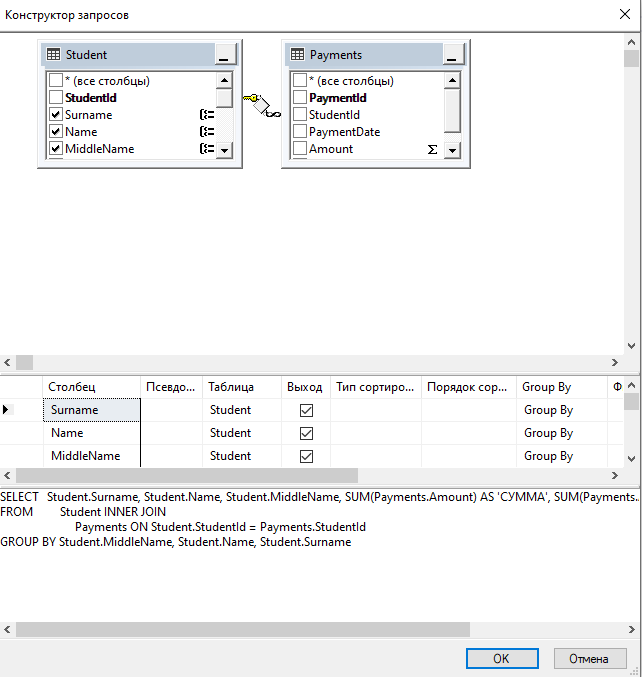 Конструктор запросов
Student
* (все столбцы)
StudentId
Surname
Name
MiddleName
Payments
* (все столбцы)
PaymentId
StudentId
PaymentDate
Amount
Столбец Псевдо... Таблица Выход Тип сортиро... Порядок сор... Group By Ф
Surname Student Group By
Name Student Group By
MiddleName Student Group By
SELECT Student.Surname, Student.Name, Student.MiddleName, SUM(Payments.Amount) AS 'СУММА', SUM(Payments.
FROM Student INNER JOIN
Payments ON Student.StudentId = Payments.StudentId
GROUP BY Student.MiddleName, Student.Name, Student.Surname
OK Отмена